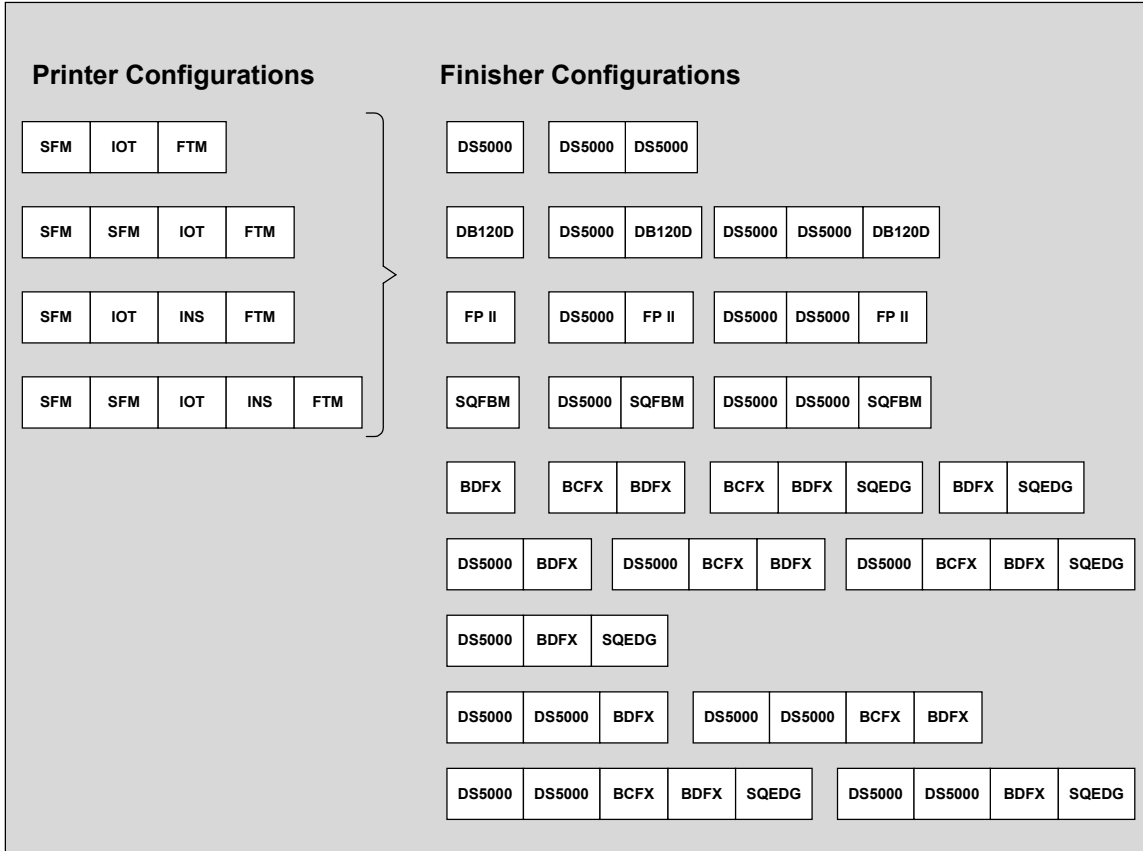 Printer Configurations Finisher Configurations
SFM IOT FTM DS5000 DS5000 DS5000
SFM SFM IOT FTM DB120D DS5000 DB120D DS5000 DS5000 DB120D
SFM IOT INS FTM FP II DS5000 FP II DS5000 DS5000 FP II
SFM SFM IOT INS FTM SQFBM DS5000 SQFBM DS5000 DS5000 SQFBM
BDFX BCFX BDFX BCFX BDFX SQEDG BDFX SQEDG
DS5000 BDFX DS5000 BCFX BDFX DS5000 BCFX BDFX SQEDG
DS5000 BDFX SQEDG
DS5000 DS5000 BDFX DS5000 DS5000 BCFX BDFX
DS5000 DS5000 BCFX BDFX SQEDG DS5000 DS5000 BDFX SQEDG